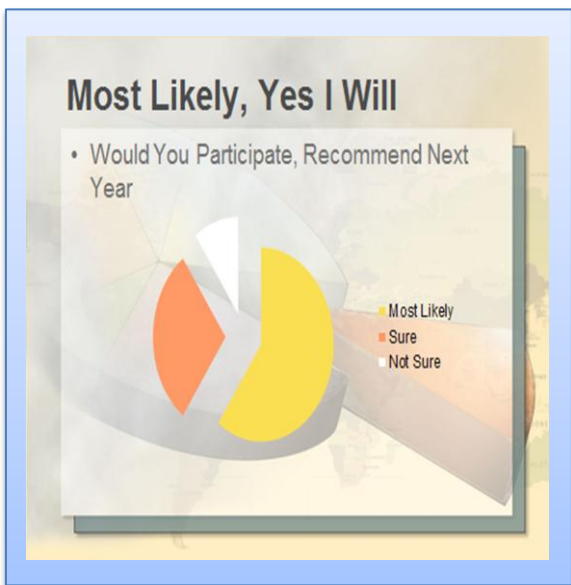 Most Likely, Yes I Will
• Would You Participate, Recommend Next
Year
Most Likely
Sure
Not Sure